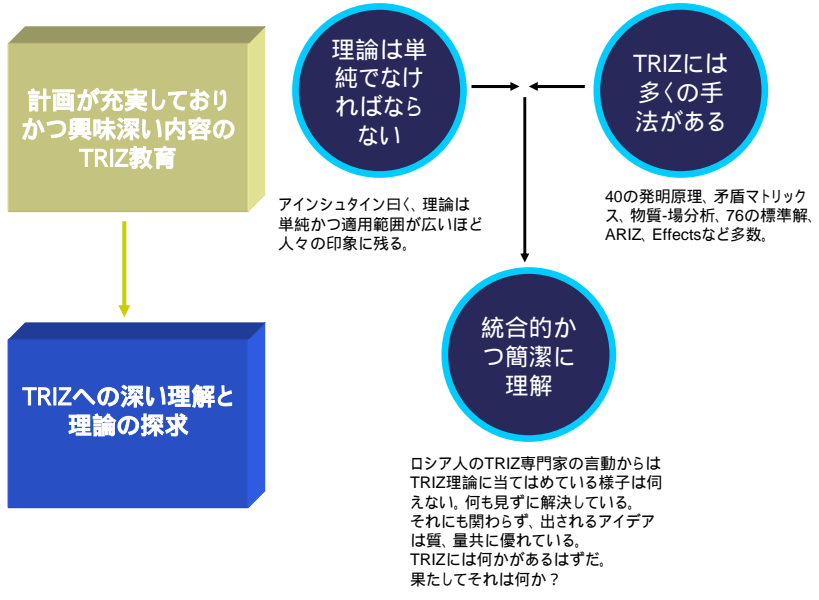 計画が充実しており
かつ興味深い内容の
TRIZ教育
TRIZへの深い理解と
理論の探求
理論は単
純でなけ
ればなら
ない
アインシュタイン曰く、理論は
単純かつ適用範囲が広いほど
人々の印象に残る。
TRIZには
多くの手
法がある
40の発明原理、矛盾マトリック
ス、物質-場分析、76の標準解、
ARIZ、Effectsなど多数。
統合的か
つ簡潔に
理解
ロシア人のTRIZ専門家の言動からは
TRIZ理論に当てはめている様子は伺
えない。何も見ずに解決している。
それにも関わらず、出されるアイデア
は質、量共に優れている。
TRIZには何かがあるはずだ。
果たしてそれは何か？